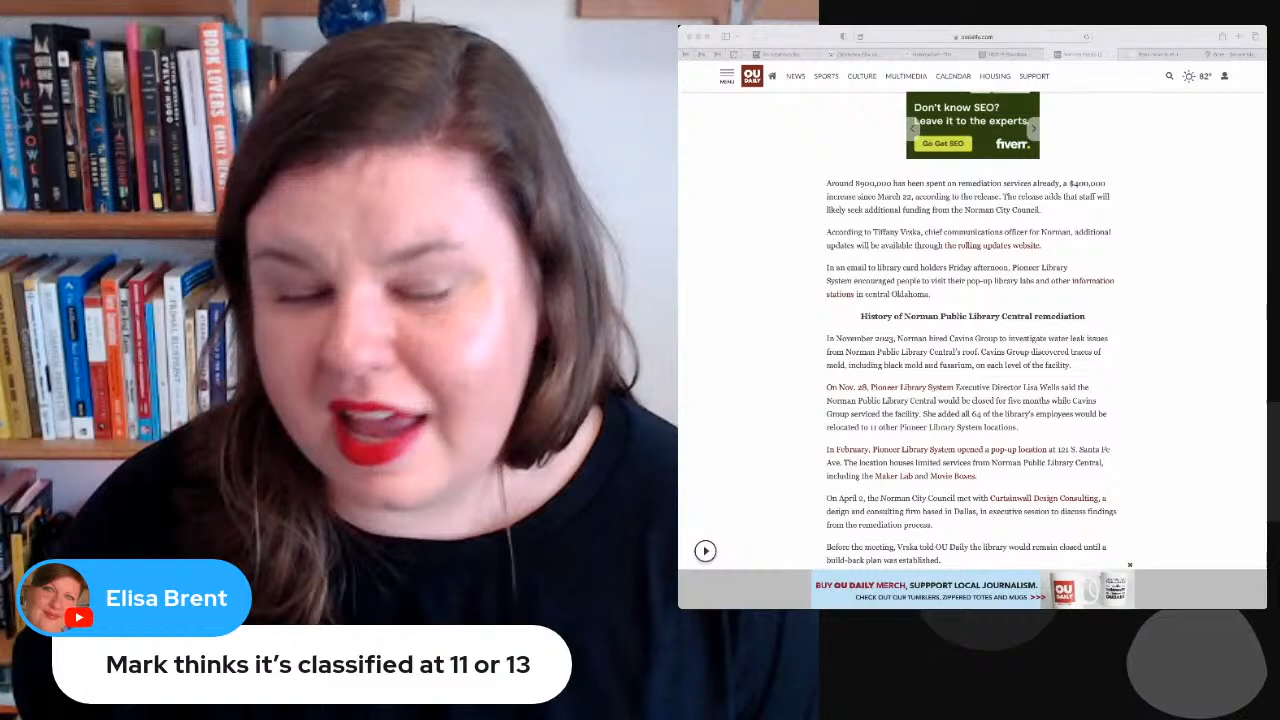 BOOK LOVERS
EMILY HENRY
PRIMAL BLUEPRINT
MENU
OU
DAILY
NEWS
SPORTS
CULTURE
MULTIMEDIA
CALENDAR
HOUSING
SUPPORT
82°
Don't know SEO?
Leave it to the experts.
Go Get SEO
fiverr.
Around $900,000 has been spent on remediation services already, a $400,000
increase since March 22, according to the release. The release adds that staff will
likely seek additional funding from the Norman City Council.
According to Tiffany Vrska, chief communications officer for Norman, additional
updates will be available through the rolling updates website.
In an email to library card holders Friday afternoon, Pioneer Library
System encouraged people to visit their pop-up library labs and other information
stations in central Oklahoma.
History of Norman Public Library Central remediation
In November 2023, Norman hired Cavins Group to investigate water leak issues
from Norman Public Library Central's roof. Cavins Group discovered traces of
mold, including black mold and fusarium, on each level of the facility.
On Nov. 28, Pioneer Library System Executive Director Lisa Wells said the
Norman Public Library Central would be closed for five months while Cavins
Group serviced the facility. She added all 64 of the library's employees would be
relocated to 11 other Pioneer Library System locations.
In February, Pioneer Library System opened a pop-up location at 121 S. Santa Fe
Ave. The location houses limited services from Norman Public Library Central,
including the Maker Lab and Movie Boxes.
On April 2, the Norman City Council met with Curtainwall Design Consulting, a
design and consulting firm based in Dallas, in executive session to discuss findings
from the remediation process.
Before the meeting, Vrska told OU Daily the library would remain closed until a
build-back plan was established.
BUY OU DAILY MERCH, SUPPPORT LOCAL JOURNALISM.
CHECK OUT OUR TUMBLERS, ZIPPERED TOTES AND MUGS >>>
Elisa Brent
Mark thinks it's classified at 11 or 13